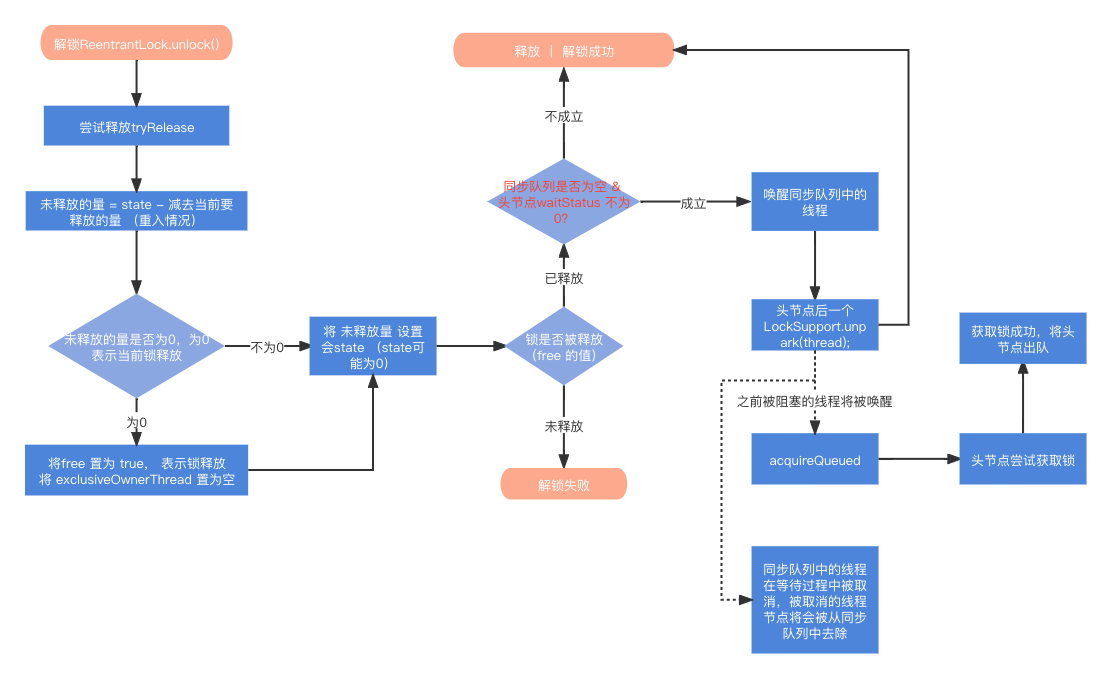 解锁ReentrantLock.unlock()
尝试释放tryRelease
未释放的量 = state - 减去当前要
释放的量 （重入情况）
未释放的量是否为0，为0
表示当前锁释放
不为0
为0
将free 置为 true， 表示锁释放
将 exclusiveOwnerThread 置为空
将 未释放量 设置
会state （state可
能为0）
释放 ｜ 解锁成功
不成立
同步队列是否为空 &
头节点waitStatus 不为
0?
成立
已释放
锁是否被释放
（free 的值）
未释放
解锁失败
唤醒同步队列中的
线程
头节点后一个
LockSupport.unp
ark(thread);
之前被阻塞的线程将被唤醒
acquireQueued
头节点尝试获取锁
获取锁成功，将头
节点出队
同步队列中的线程
在等待过程中被取
消，被取消的线程
节点将会被从同步
队列中去除